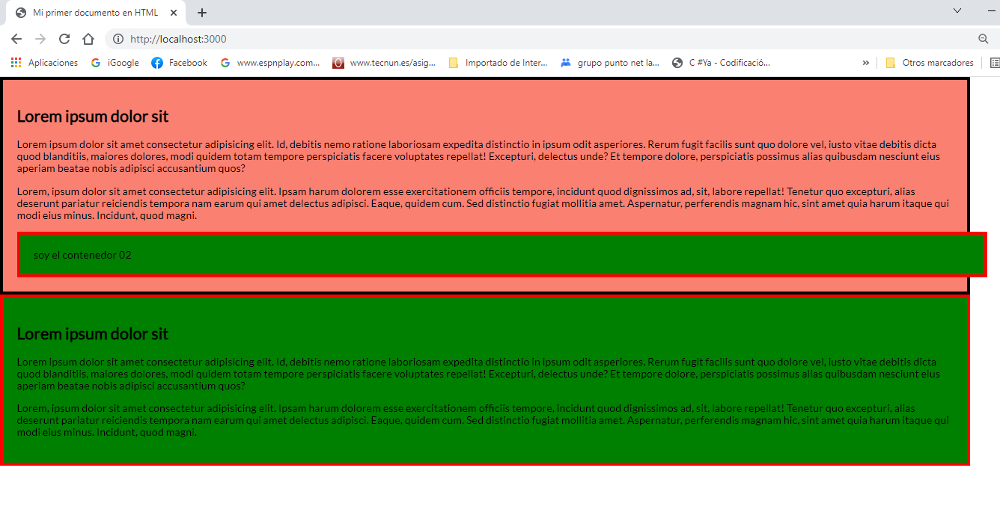 Mi primer documento en HTML
http://localhost:3000
Aplicaciones
iGoogle
Facebook
www.espnplay.com...
www.tecnun.es/asig...
Importado de Inter...
grupo punto net la...
C #Ya - Codificació...
»
Otros marcadores
Lorem ipsum dolor sit
Lorem ipsum dolor sit amet consectetur adipisicing elit. Id, debitis nemo ratione laboriosam expedita distinctio in ipsum odit asperiores. Rerum fugit facilis sunt quo dolore vel, iusto vitae debitis dicta
quod blanditiis, maiores dolores, modi quidem totam tempore perspiciatis facere voluptates repellat! Excepturi, delectus unde? Et tempore dolore, perspiciatis possimus alias quibusdam nesciunt eius
aperiam beatae nobis adipisci accusantium quos?
Lorem, ipsum dolor sit amet consectetur adipisicing elit. Ipsam harum dolorem esse exercitationem officiis tempore, incidunt quod dignissimos ad, sit, labore repellat! Tenetur quo excepturi, alias
deserunt pariatur reiciendis tempora nam earum qui amet delectus adipisci. Eaque, quidem cum. Sed distinctio fugiat mollitia amet. Aspernatur, perferendis magnam hic, sint amet quia harum itaque qui
modi eius minus. Incidunt, quod magni.
soy el contenedor 02
Lorem ipsum dolor sit
Lorem ipsum dolor sit amet consectetur adipisicing elit. Id, debitis nemo ratione laboriosam expedita distinctio in ipsum odit asperiores. Rerum fugit facilis sunt quo dolore vel, iusto vitae debitis dicta
quod blanditiis, maiores dolores, modi quidem totam tempore perspiciatis facere voluptates repellat! Excepturi, delectus unde? Et tempore dolore, perspiciatis possimus alias quibusdam nesciunt eius
aperiam beatae nobis adipisci accusantium quos?
Lorem, ipsum dolor sit amet consectetur adipisicing elit. Ipsam harum dolorem esse exercitationem officiis tempore, incidunt quod dignissimos ad, sit, labore repellat! Tenetur quo excepturi, alias
deserunt pariatur reiciendis tempora nam earum qui amet delectus adipisci. Eaque, quidem cum. Sed distinctio fugiat mollitia amet. Aspernatur, perferendis magnam hic, sint amet quia harum itaque qui
modi eius minus. Incidunt, quod magni.